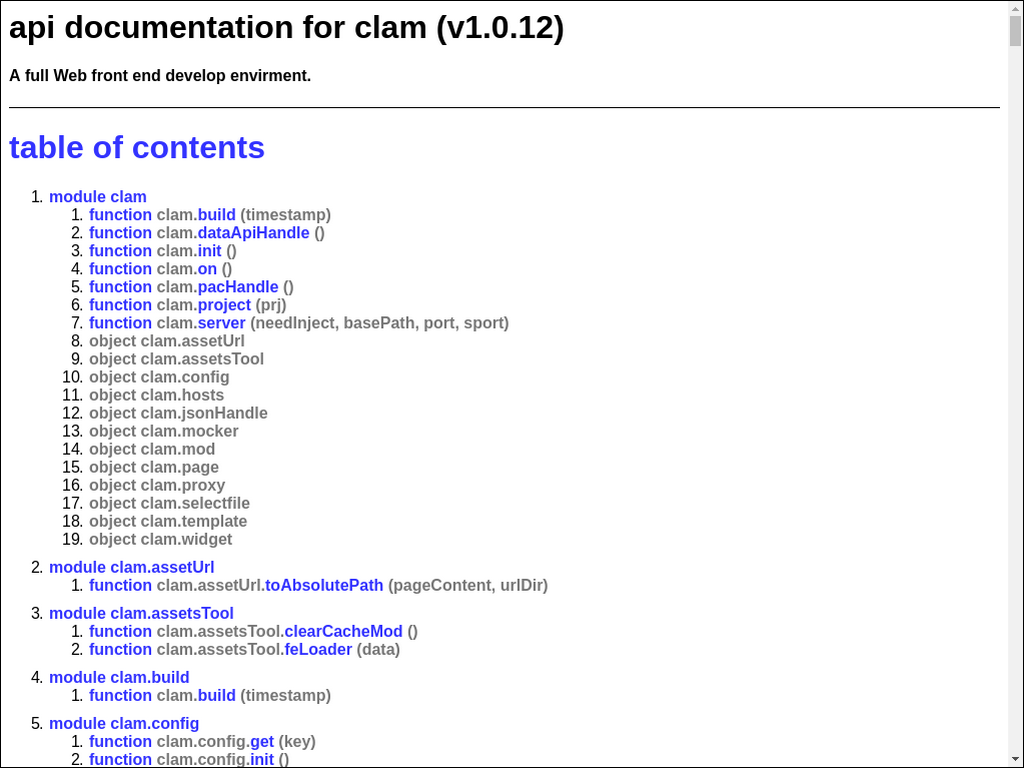 api documentation for clam (v1.0.12)
A full Web front end develop envirment.
table of contents
1. module clam
1. function clam.build (timestamp)
2. function clam.dataApiHandle ()
3. function clam.init ()
4. function clam.on ()
5. function clam.pacHandle ()
6. function clam.project (prj)
7. function clam.server (needInject, basePath, port, sport)
8. object clam.assetUrl
9. object clam.assetsTool
10. object clam.config
11. object clam.hosts
12. object clam.jsonHandle
13. object clam.mocker
14. object clam.mod
15. object clam.page
16. object clam.proxy
17. object clam.selectfile
18. object clam.template
19. object clam.widget
2. module clam.assetUrl
1. function clam.assetUrl.toAbsolutePath (pageContent, urlDir)
3. module clam.assetsTool
1. function clam.assetsTool.clearCacheMod ()
2. function clam.assetsTool.feLoader (data)
4. module clam.build
1. function clam.build (timestamp)
5. module clam.config
1. function clam.config.get (key)
2. function clam.config.init ()